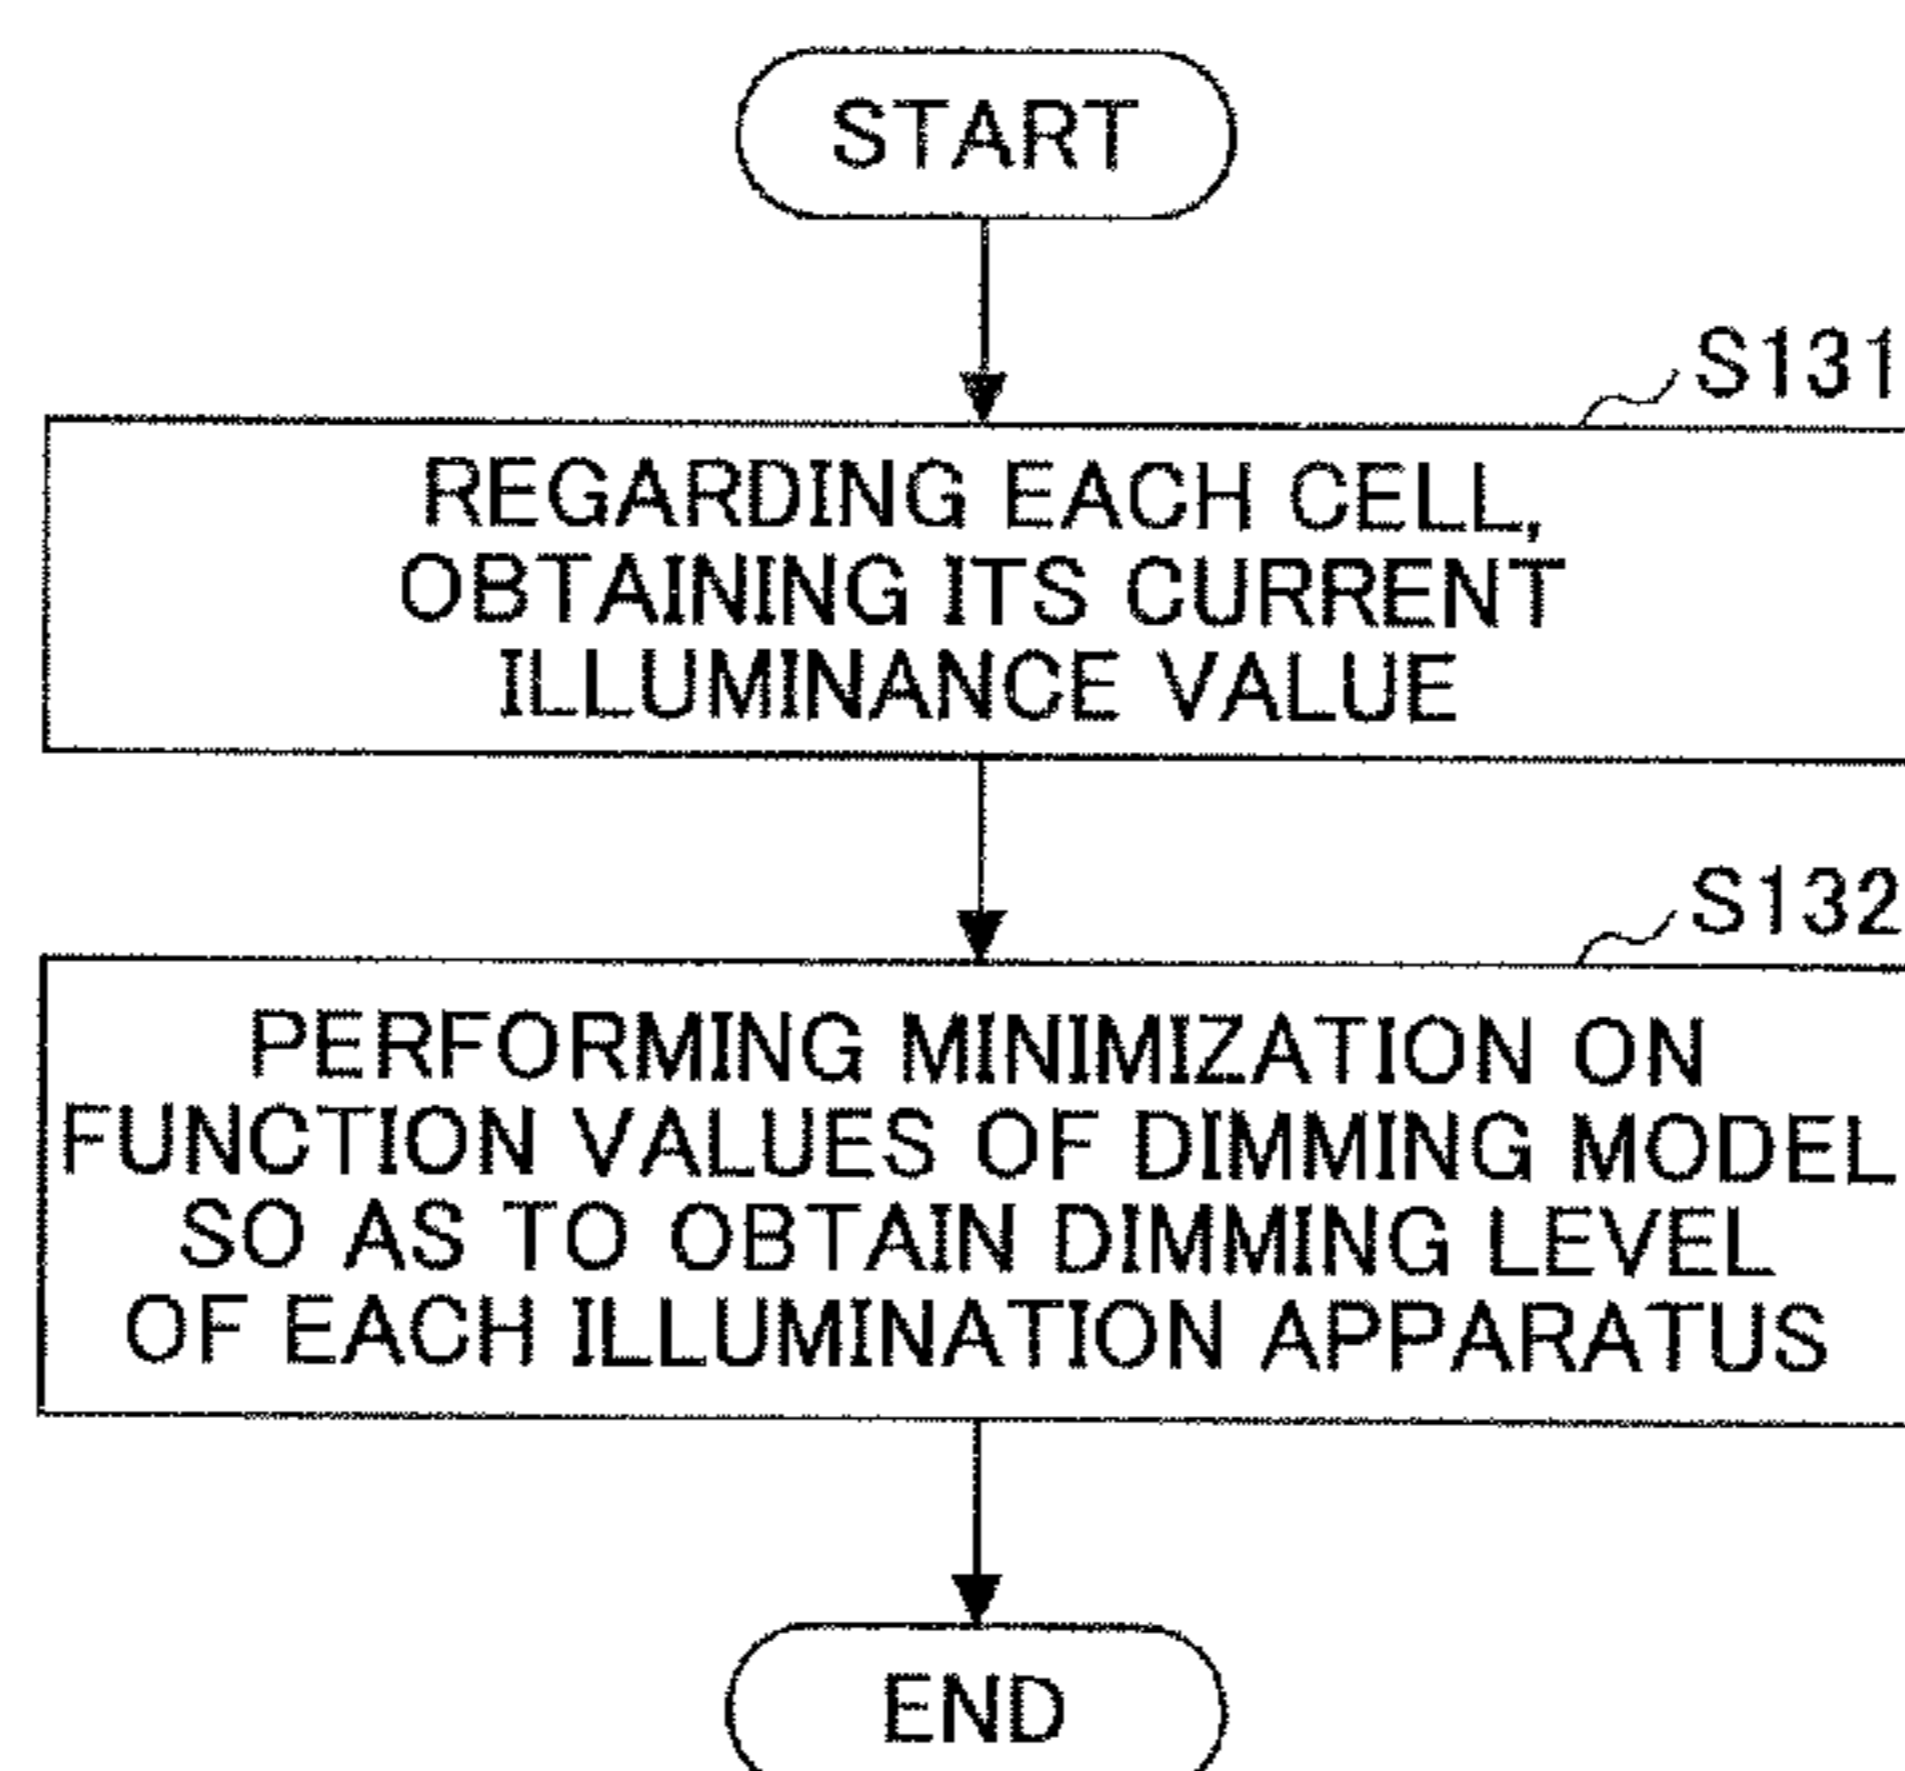 START
S131
REGARDING EACH CELL,
OBTAINING ITS CURRENT
ILLUMINANCE VALUE
S132
PERFORMING MINIMIZATION ON
FUNCTION VALUES OF DIMMING MODEL
SO AS TO OBTAIN DIMMING LEVEL
OF EACH ILLUMINATION APPARATUS
END